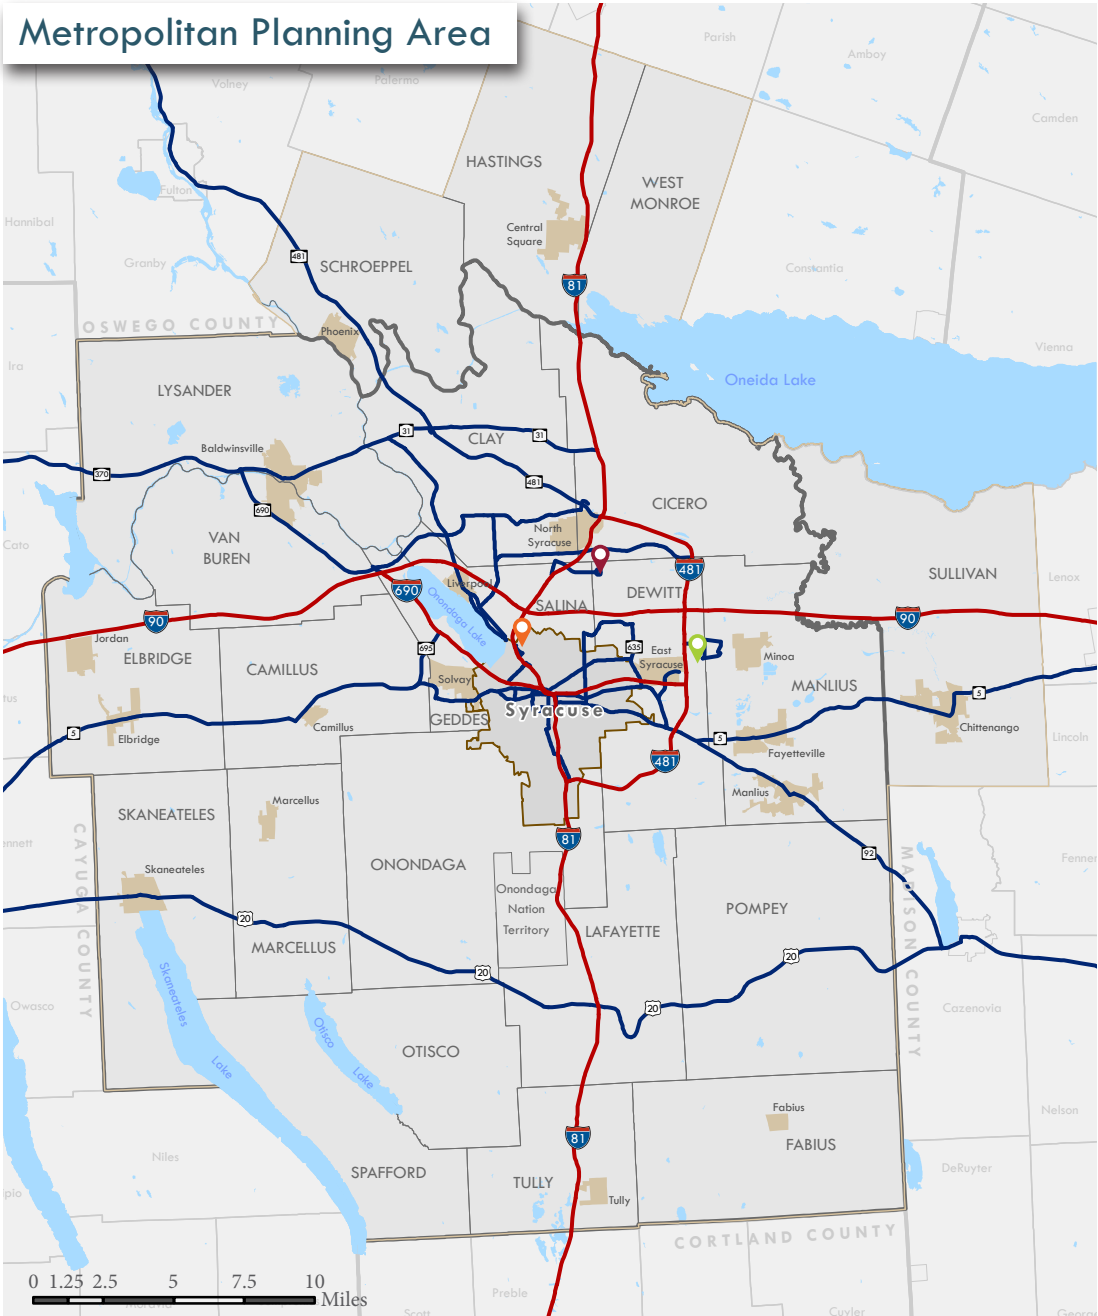 Metropolitan Planning Area
Parish
Amboy
Volney
Palermo
Camden
HASTINGS
WEST
MONROE
Fulton
Hannibal
Central
Square
Granby
481
SCHROEPPEL
Constantia
81
OSWEGO COUNTY
Phoenix
Vienna
Ira
Oneida Lake
LYSANDER
31
CLAY
31
Baldwinsville
370
481
690
CICERO
North
Syracuse
VAN
BUREN
Cato
481
SULLIVAN
Lenox
Liverpool
690
DEWITT
Onondaga Lake
SALINA
90
90
Jordan
695
635
East
Syracuse
Minoa
ELBRIDGE
CAMILLUS
Solvay
MANLIUS
5
GEDDES
Syracuse
Camillus
Chittenango
5
Elbridge
5
Lincoln
Fayetteville
481
Manlius
Marcellus
SKANEATELES
81
CAYUGA COUNTY
92
MADISON COUNTY
ONONDAGA
Skaneateles
Onondaga
Nation
Territory
POMPEY
20
LAFAYETTE
MARCELLUS
20
20
Skaneateles
Lake
Owasco
20
Cazenovia
Otisco
Lake
OTISCO
Nelson
Fabius
81
FABIUS
Niles
DeRuyter
SPAFFORD
TULLY
Tully
CORTLAND COUNTY
0 1.25 2.5 5 7.5 10
Miles
Preble
Moravia
Scott
Cuyler